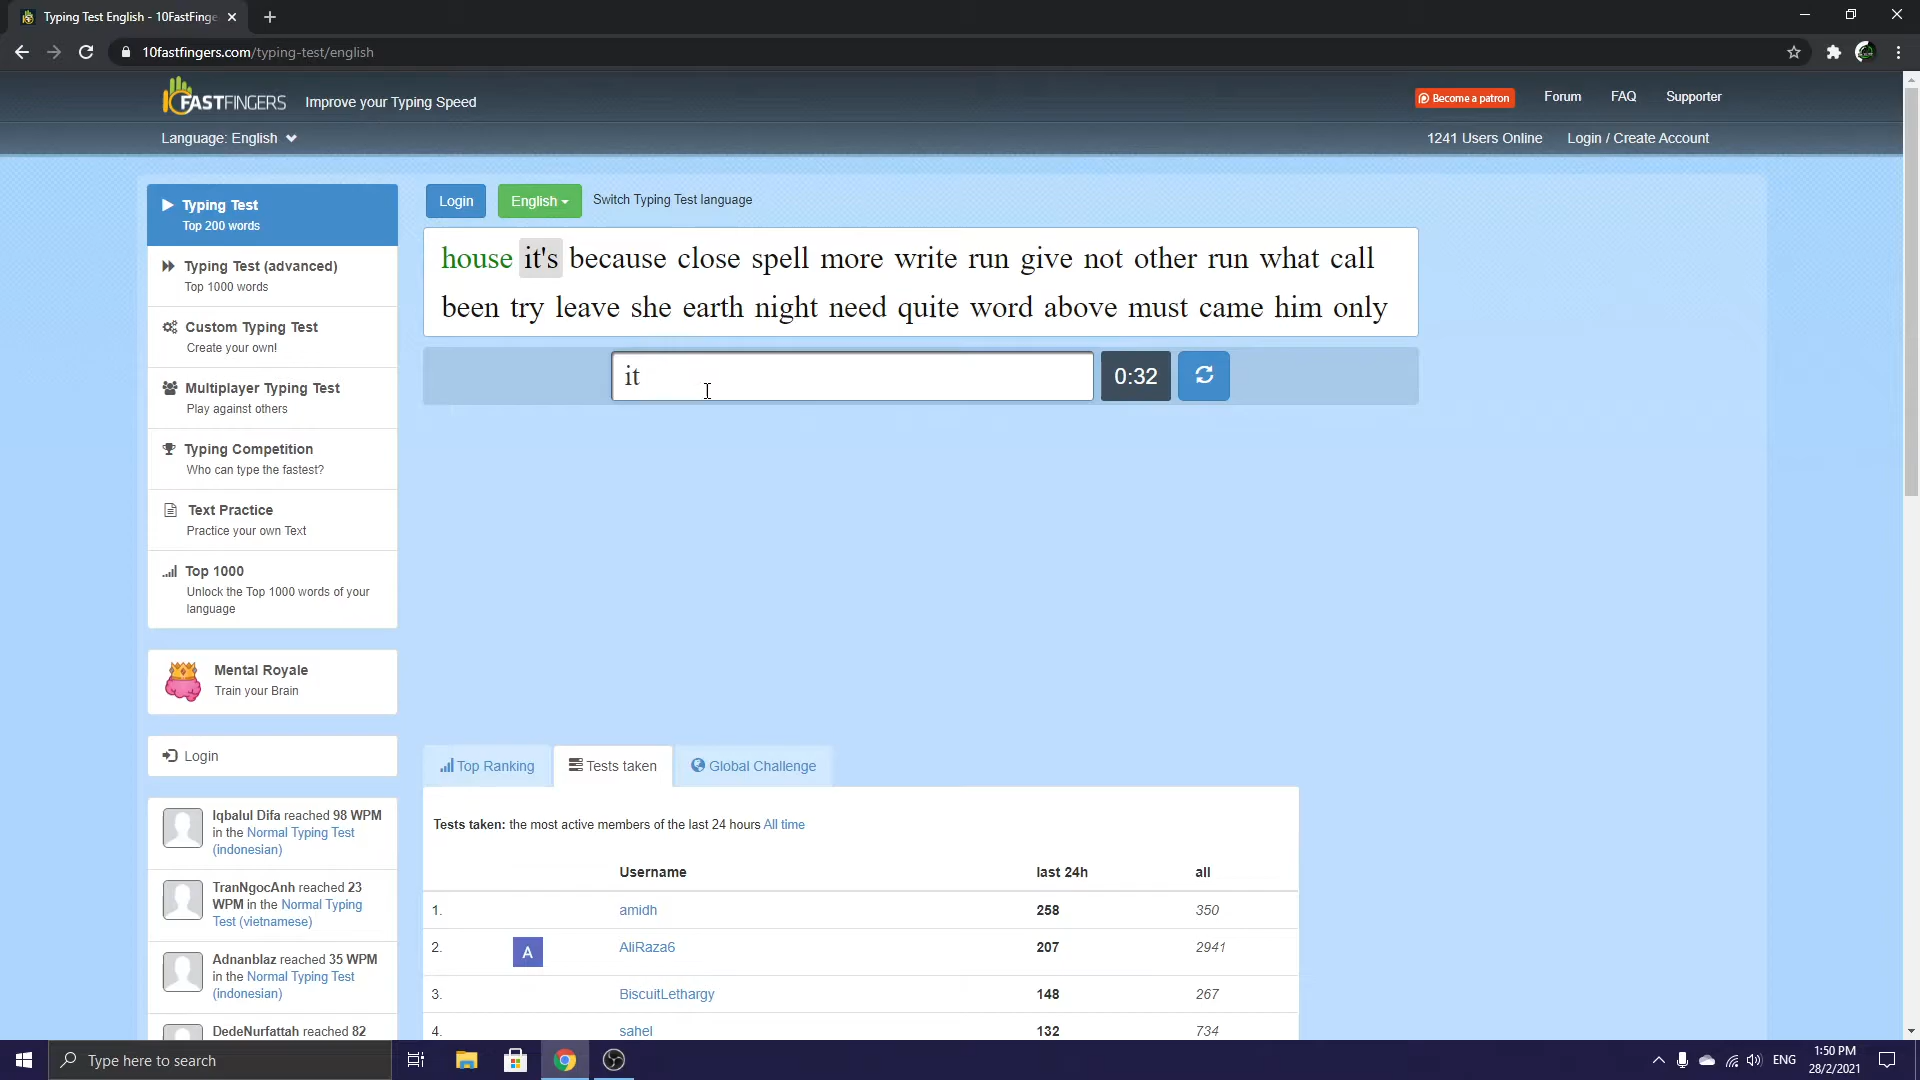 Typing Test English - 10FastFinge
10fastfingers.com/typing-test/english
FASTFINGERS
Improve your Typing Speed
Become a patron
Forum
FAQ
Supporter
Language: English
1241 Users Online
Login / Create Account
Typing Test
Top 200 words
Typing Test (advanced)
Top 1000 words
Custom Typing Test
Create your own!
Multiplayer Typing Test
Play against others
Typing Competition
Who can type the fastest?
Text Practice
Practice your own Text
Top 1000
Unlock the Top 1000 words of your
language
Mental Royale
Train your Brain
Login
Iqbalul Difa reached 98 WPM
in the Normal Typing Test
(indonesian)
TranNgocAnh reached 23
WPM in the Normal Typing
Test (vietnamese)
Adnanblaz reached 35 WPM
in the Normal Typing Test
(indonesian)
DedeNurfattah reached 82
Login
English
Switch Typing Test language
house it's because close spell more write run give not other run what call
been try leave she earth night need quite word above must came him only
it
0:32
Top Ranking
Tests taken
Global Challenge
Tests taken: the most active members of the last 24 hours All time
Username last 24h all
1. amidh 258 350
2. A AliRaza6 207 2941
3. BiscuitLethargy 148 267
4. sahel 132 734
Type here to search
ENG
1:50 PM
28/2/2021